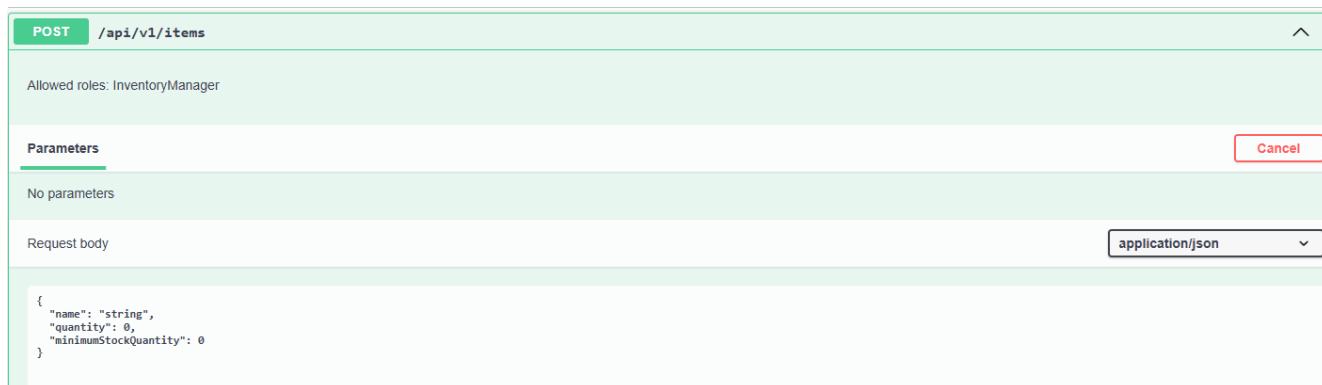 POST /api/v1/items
Allowed roles: InventoryManager
Parameters Cancel
No parameters
Request body application/json
{
"name": "string",
"quantity": 0,
"minimumStockQuantity": 0
}